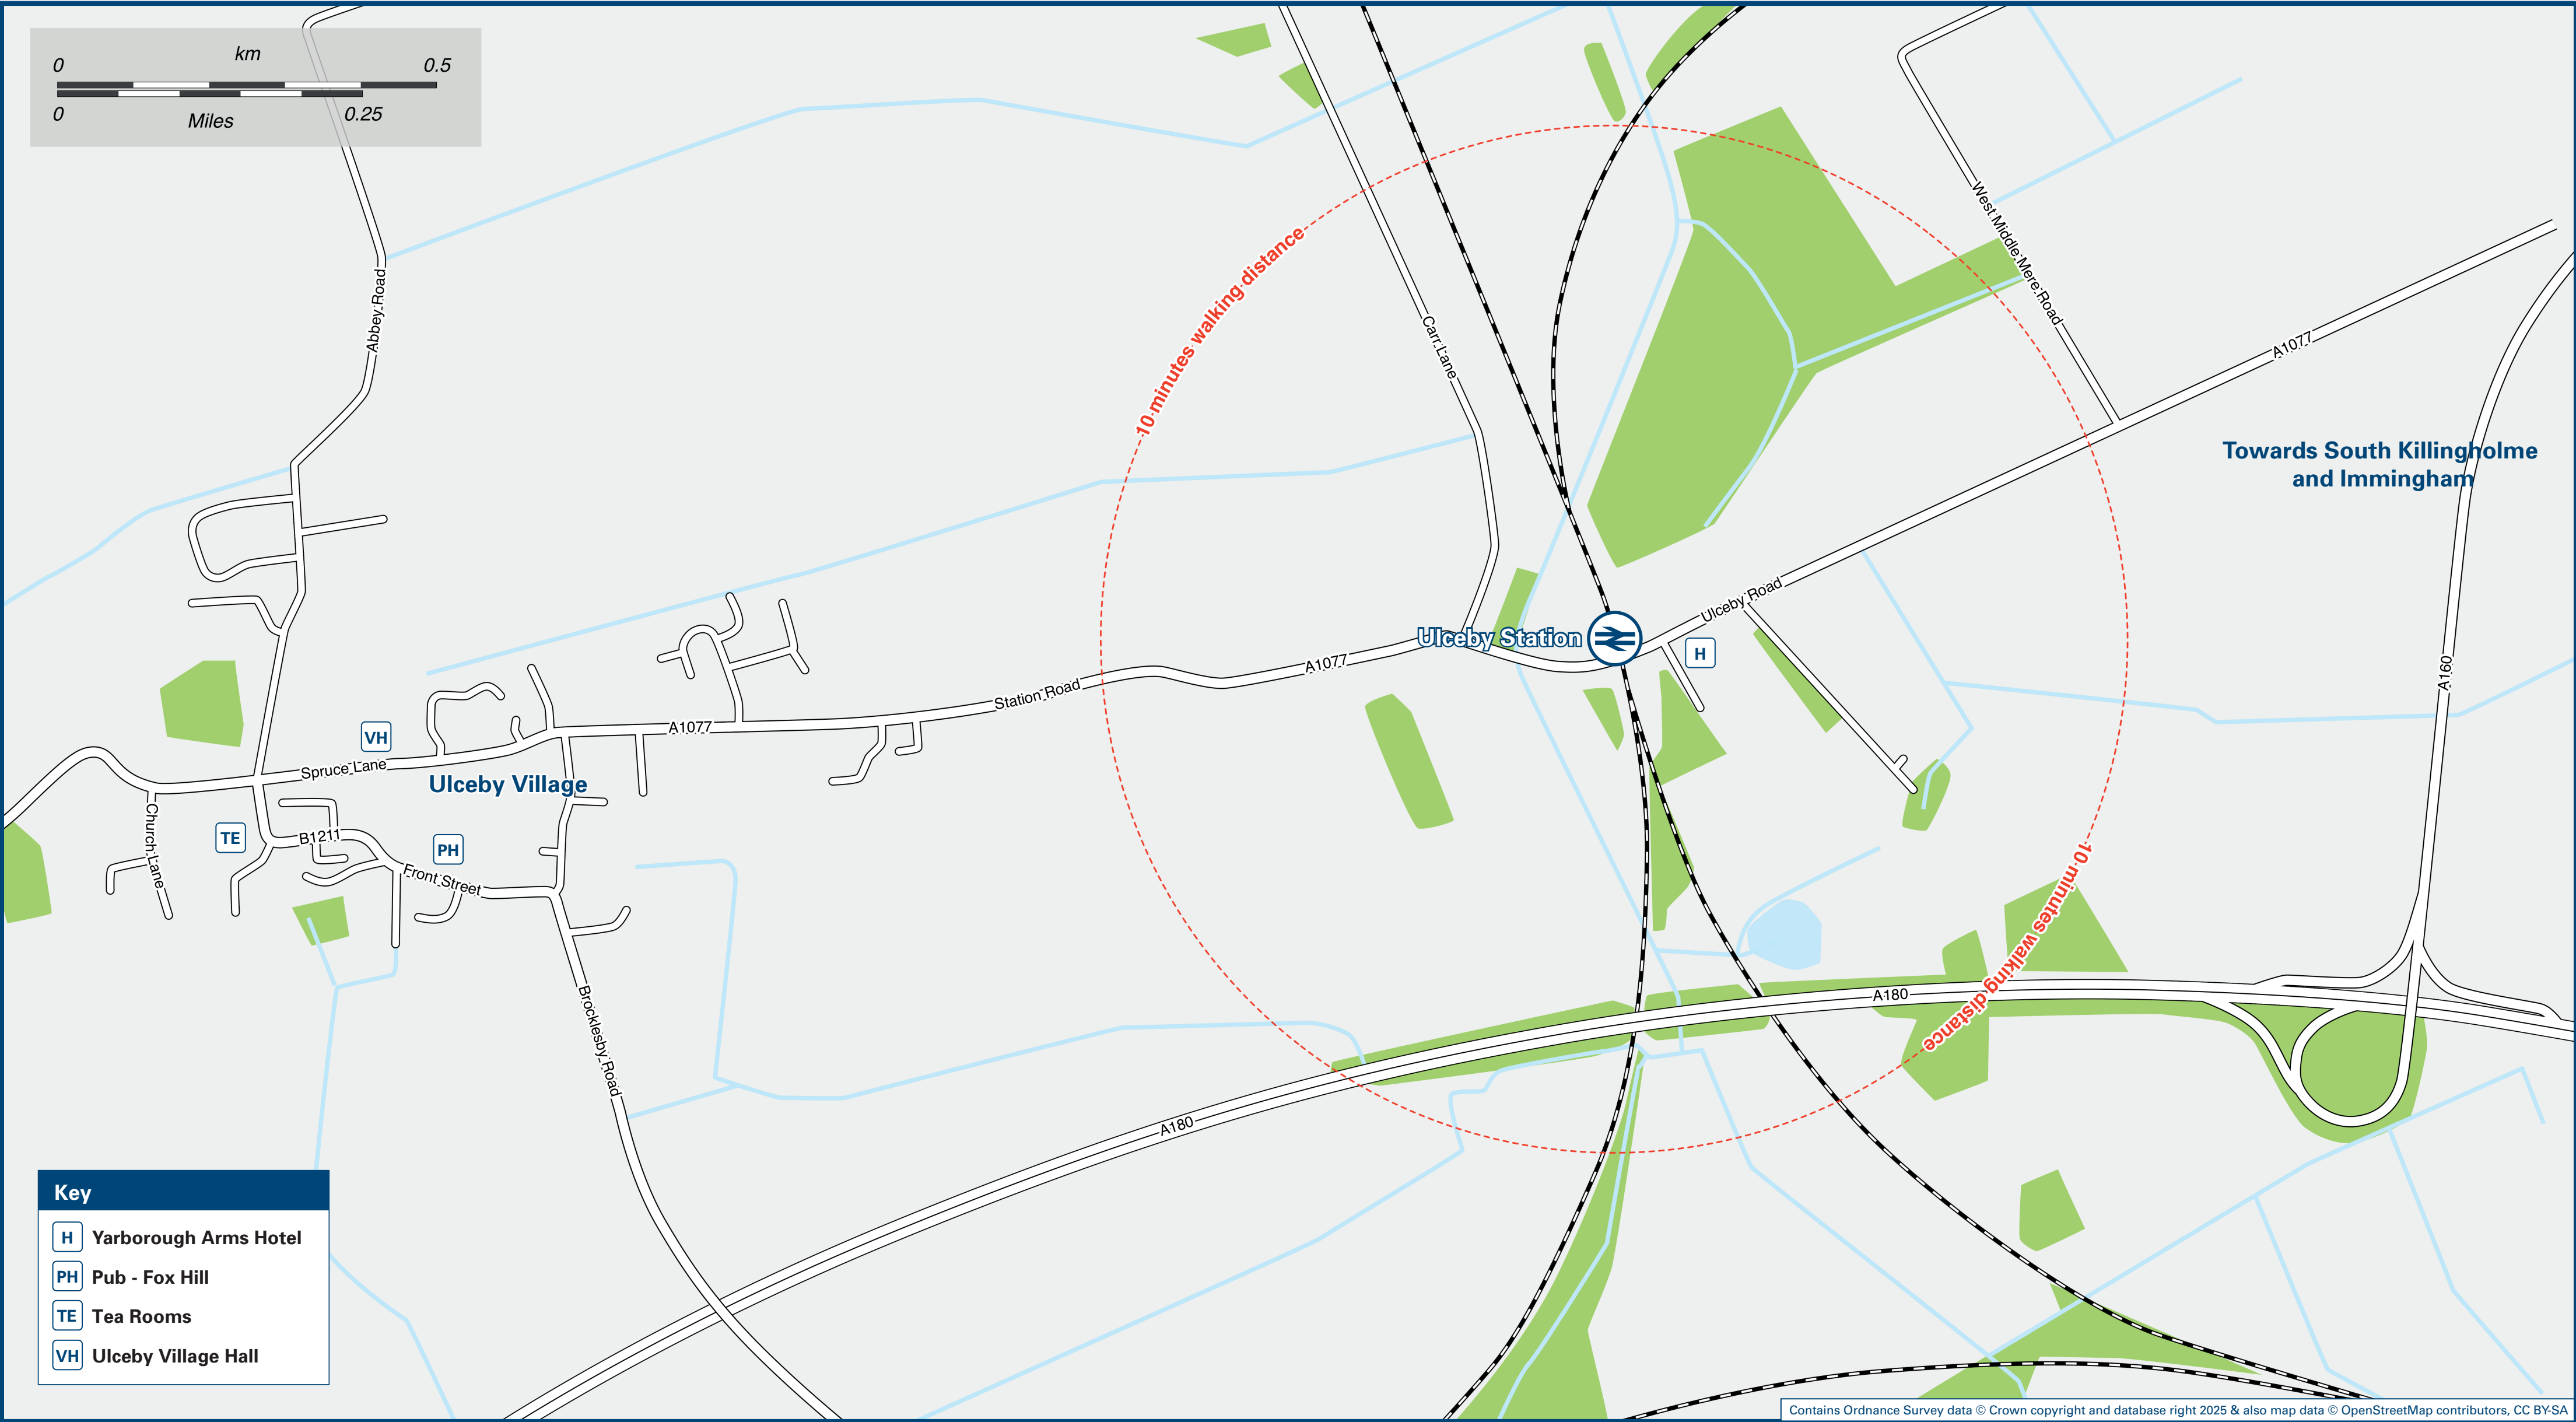 km
0 0.5
0 0.25
Miles
Abbey Road
10 minutes walking distance
Carr Lane
West Middle Mere Road
A1077
Towards South Killingholme
and Immingham
Ulceby Road
Ulceby Station
H
A1077
A160
Station Road
A1077
VH
Spruce Lane
Ulceby Village
Church Lane
TE
B1211
PH
Front Street
Brocklesby Road
10 minutes walking distance
A180
A180
Key
H Yarborough Arms Hotel
PH Pub - Fox Hill
TE Tea Rooms
VH Ulceby Village Hall
Contains Ordnance Survey data © Crown copyright and database right 2025 & also map data © OpenStreetMap contributors, CC BY-SA